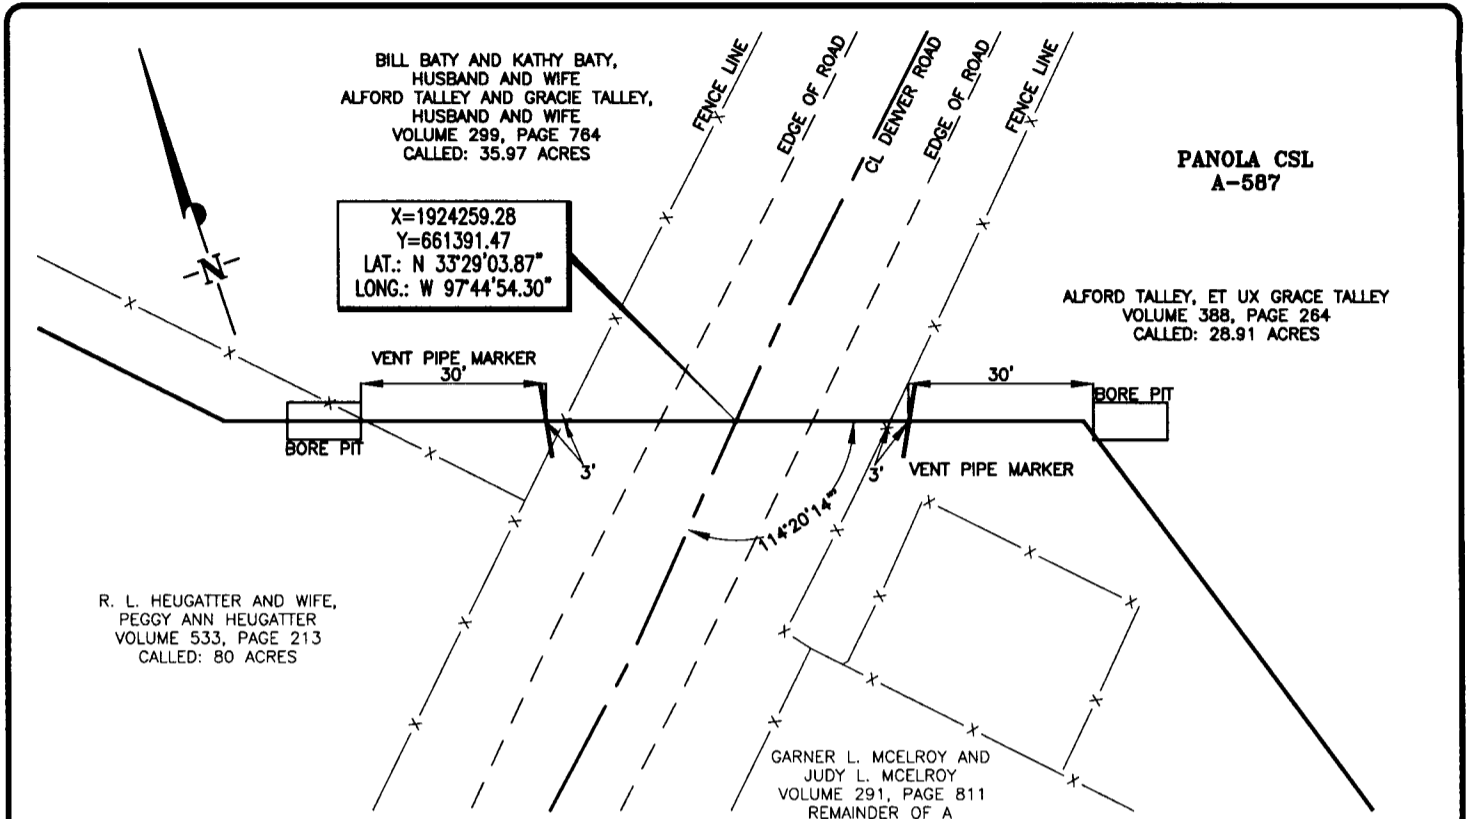 BILL BATY AND KATHY BATY,
HUSBAND AND WIFE
ALFORD TALLEY AND GRACIE TALLEY,
HUSBAND AND WIFE
VOLUME 299, PAGE 764
CALLED: 35.97 ACRES
FENCE LINE
EDGE OF ROAD
CL DENVER ROAD
EDGE OF ROAD
FENCE LINE
PANOLA CSL
A-587
X=1924259.28
Y=661391.47
LAT.: N 33°29'03.87"
LONG.: W 97°44'54.30"
N
ALFORD TALLEY, ET UX GRACE TALLEY
VOLUME 388, PAGE 264
CALLED: 28.91 ACRES
VENT PIPE MARKER
30'
30'
BORE PIT
BORE PIT
3'
3'
VENT PIPE MARKER
114°20'14"
R. L. HEUGATTER AND WIFE,
PEGGY ANN HEUGATTER
VOLUME 533, PAGE 213
CALLED: 80 ACRES
GARNER L. MCELROY AND
JUDY L. MCELROY
VOLUME 291, PAGE 811
REMAINDER OF A